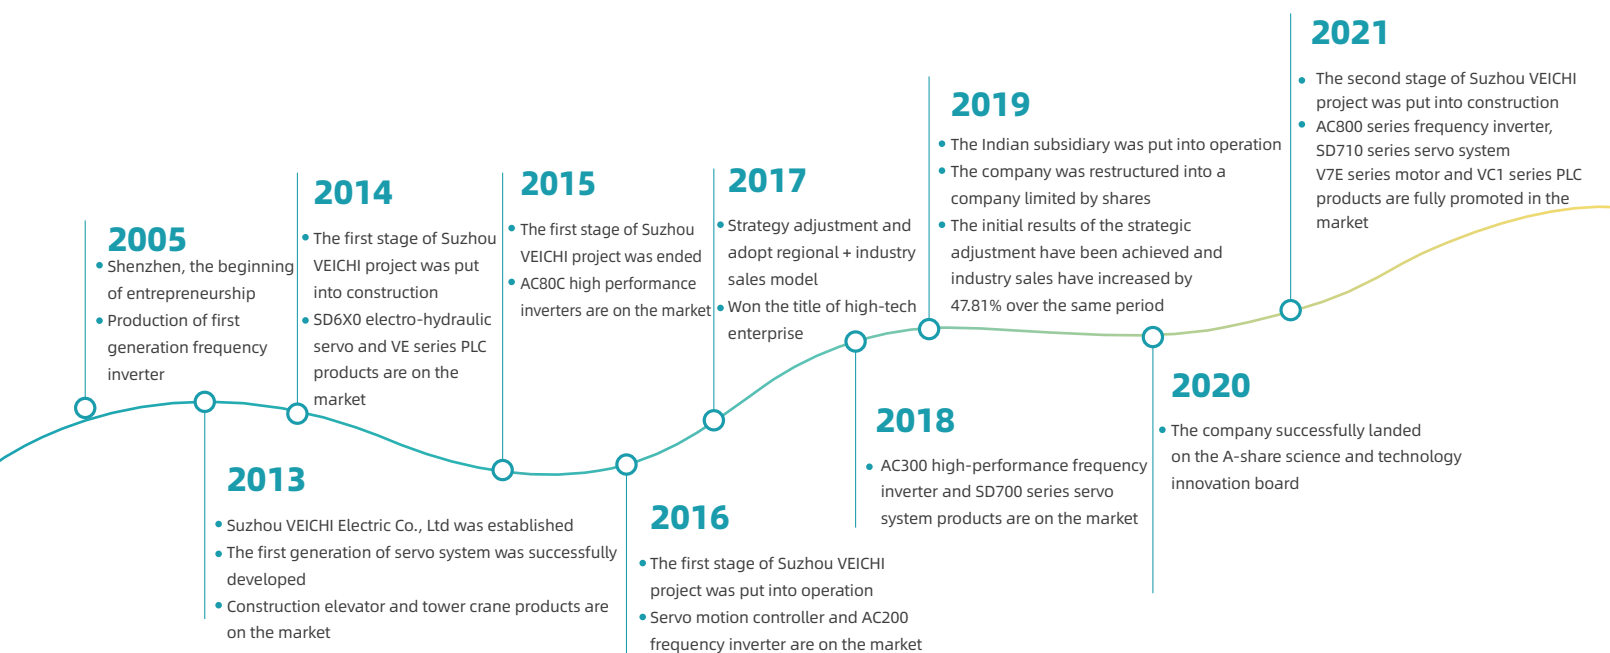 2005
Shenzhen, the beginning
of entrepreneurship
Production of first
generation frequency
inverter
2013
Suzhou VEICHI Electric Co., Ltd was established
The first generation of servo system was successfully
developed
Construction elevator and tower crane products are
on the market
2014
The first stage of Suzhou
VEICHI project was put
into construction
SD6X0 electro-hydraulic
servo and VE series PLC
products are on the
market
2015
The first stage of Suzhou
VEICHI project was ended
AC80C high performance
inverters are on the market
2016
The first stage of Suzhou VEICHI
project was put into operation
Servo motion controller and AC200
frequency inverter are on the market
2017
Strategy adjustment and
adopt regional + industry
sales model
Won the title of high-tech
enterprise
2018
AC300 high-performance frequency
inverter and SD700 series servo
system products are on the market
2019
The Indian subsidiary was put into operation
The company was restructured into a
company limited by shares
The initial results of the strategic
adjustment have been achieved and
industry sales have increased by
47.81% over the same period
2020
The company successfully landed
on the A-share science and technology
innovation board
2021
The second stage of Suzhou VEICHI
project was put into construction
AC800 series frequency inverter,
SD710 series servo system
V7E series motor and VC1 series PLC
products are fully promoted in the
market